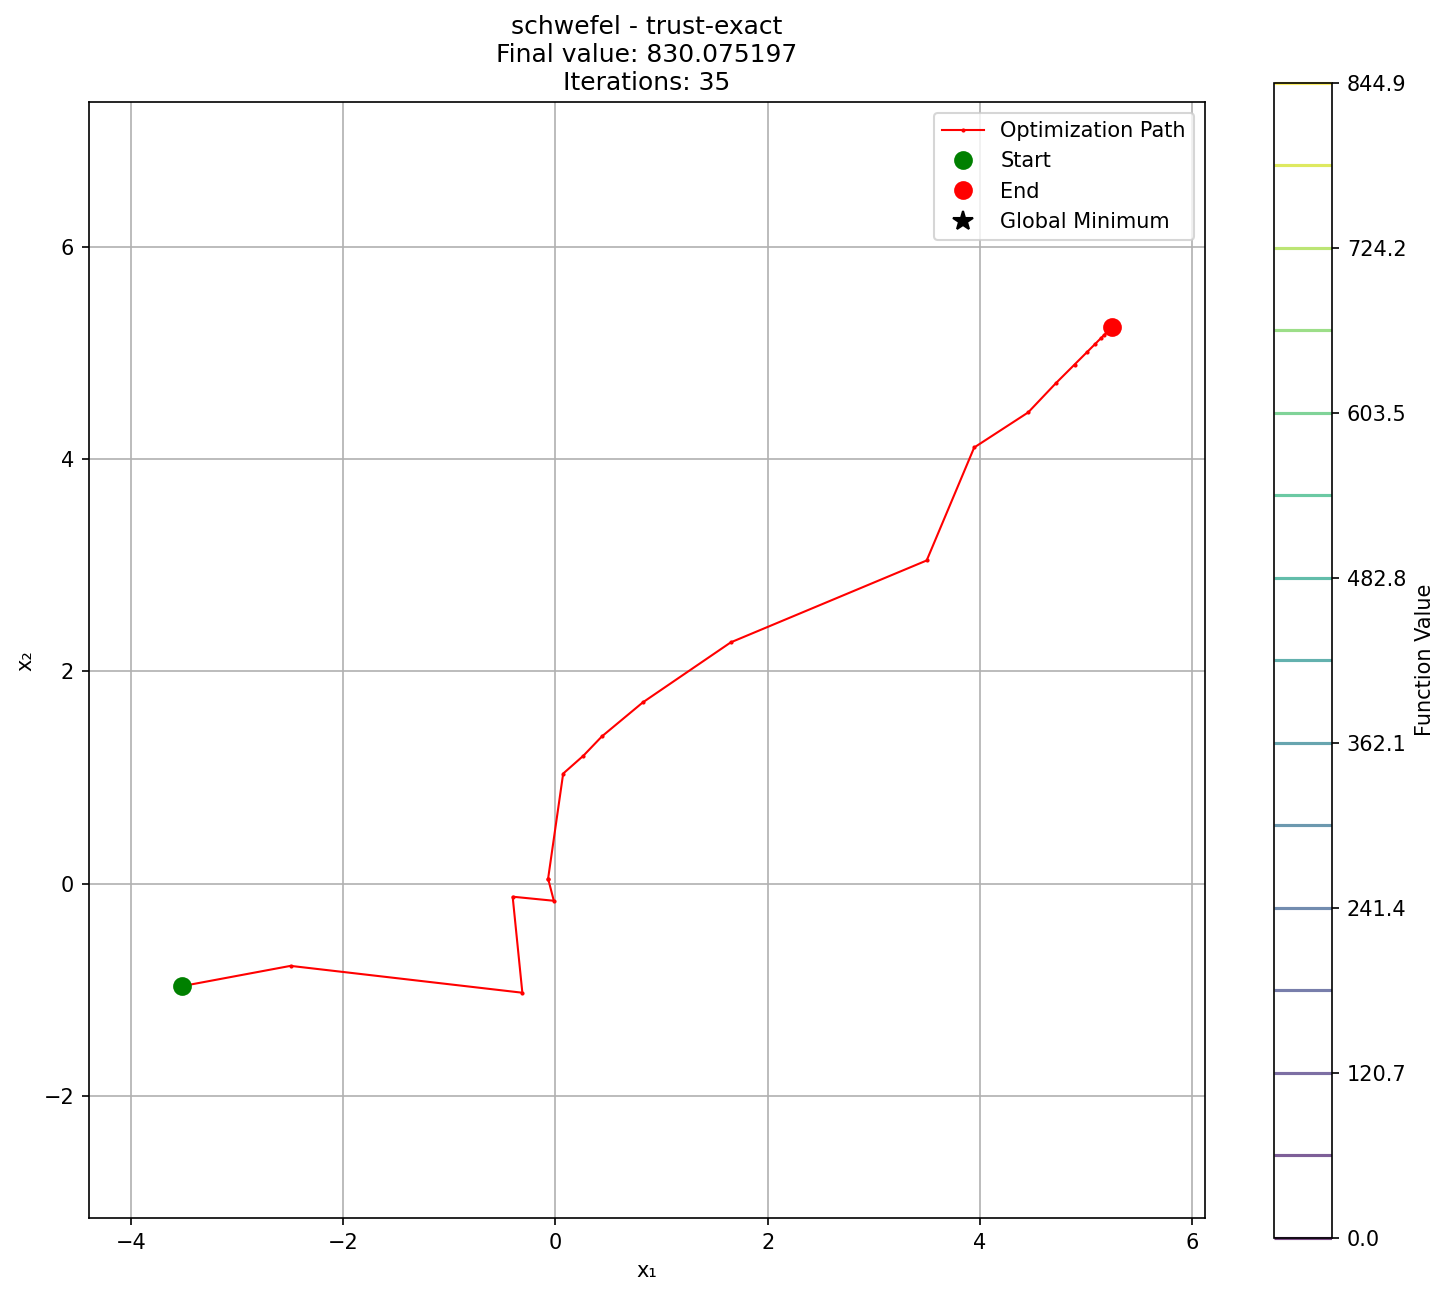 schwefel - trust-exact
Final value: 830.075197
Iterations: 35
Optimization Path
Start
End
Global Minimum
6
4
2
0
−2
x₂
−4
−2
0
2
4
6
x₁
844.9
724.2
603.5
482.8
362.1
241.4
120.7
0.0
Function Value